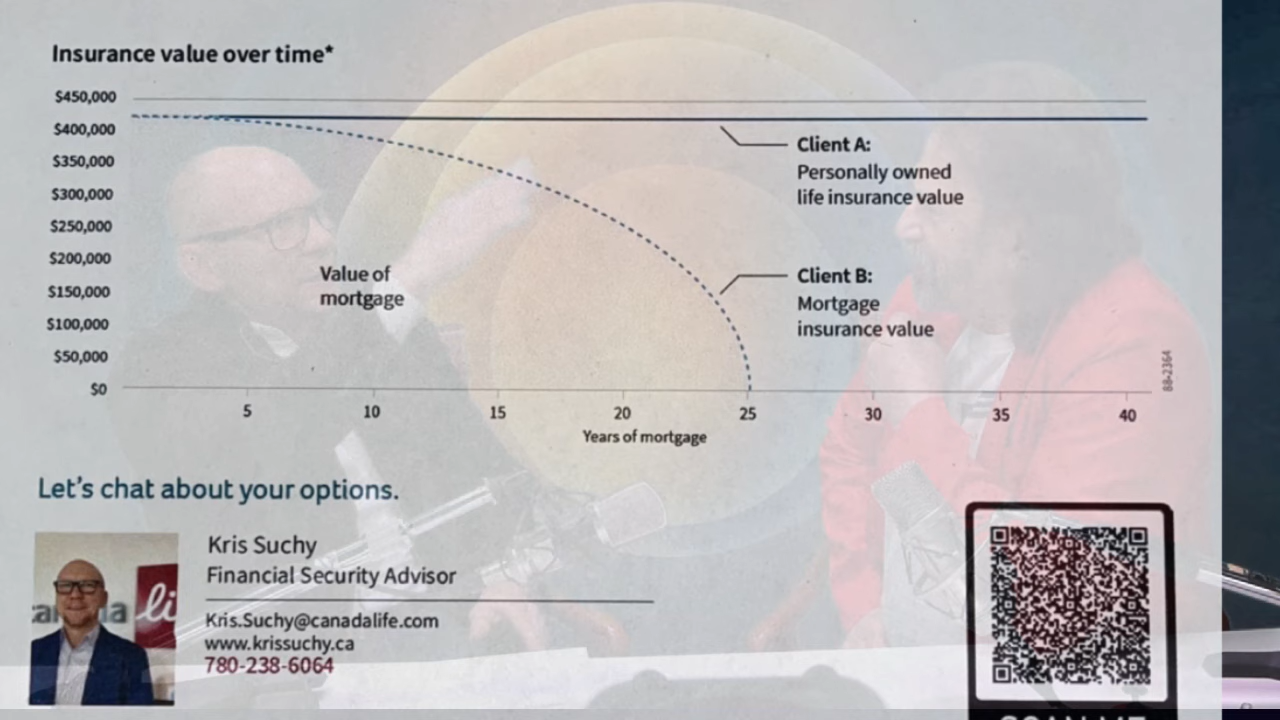 Insurance value over time*
$450,000
$400,000
$350,000
$300,000
$250,000
$200,000
$150,000
$100,000
$50,000
$0
Client A:
Personally owned
life insurance value
Value of
mortgage
Client B:
Mortgage
insurance value
88-2364
5 10 15 20 25 30 35 40
Years of mortgage
Let's chat about your options.
Kris Suchy
Financial Security Advisor
Kris.Suchy@canadalife.com
www.krissuchy.ca
780-238-6064